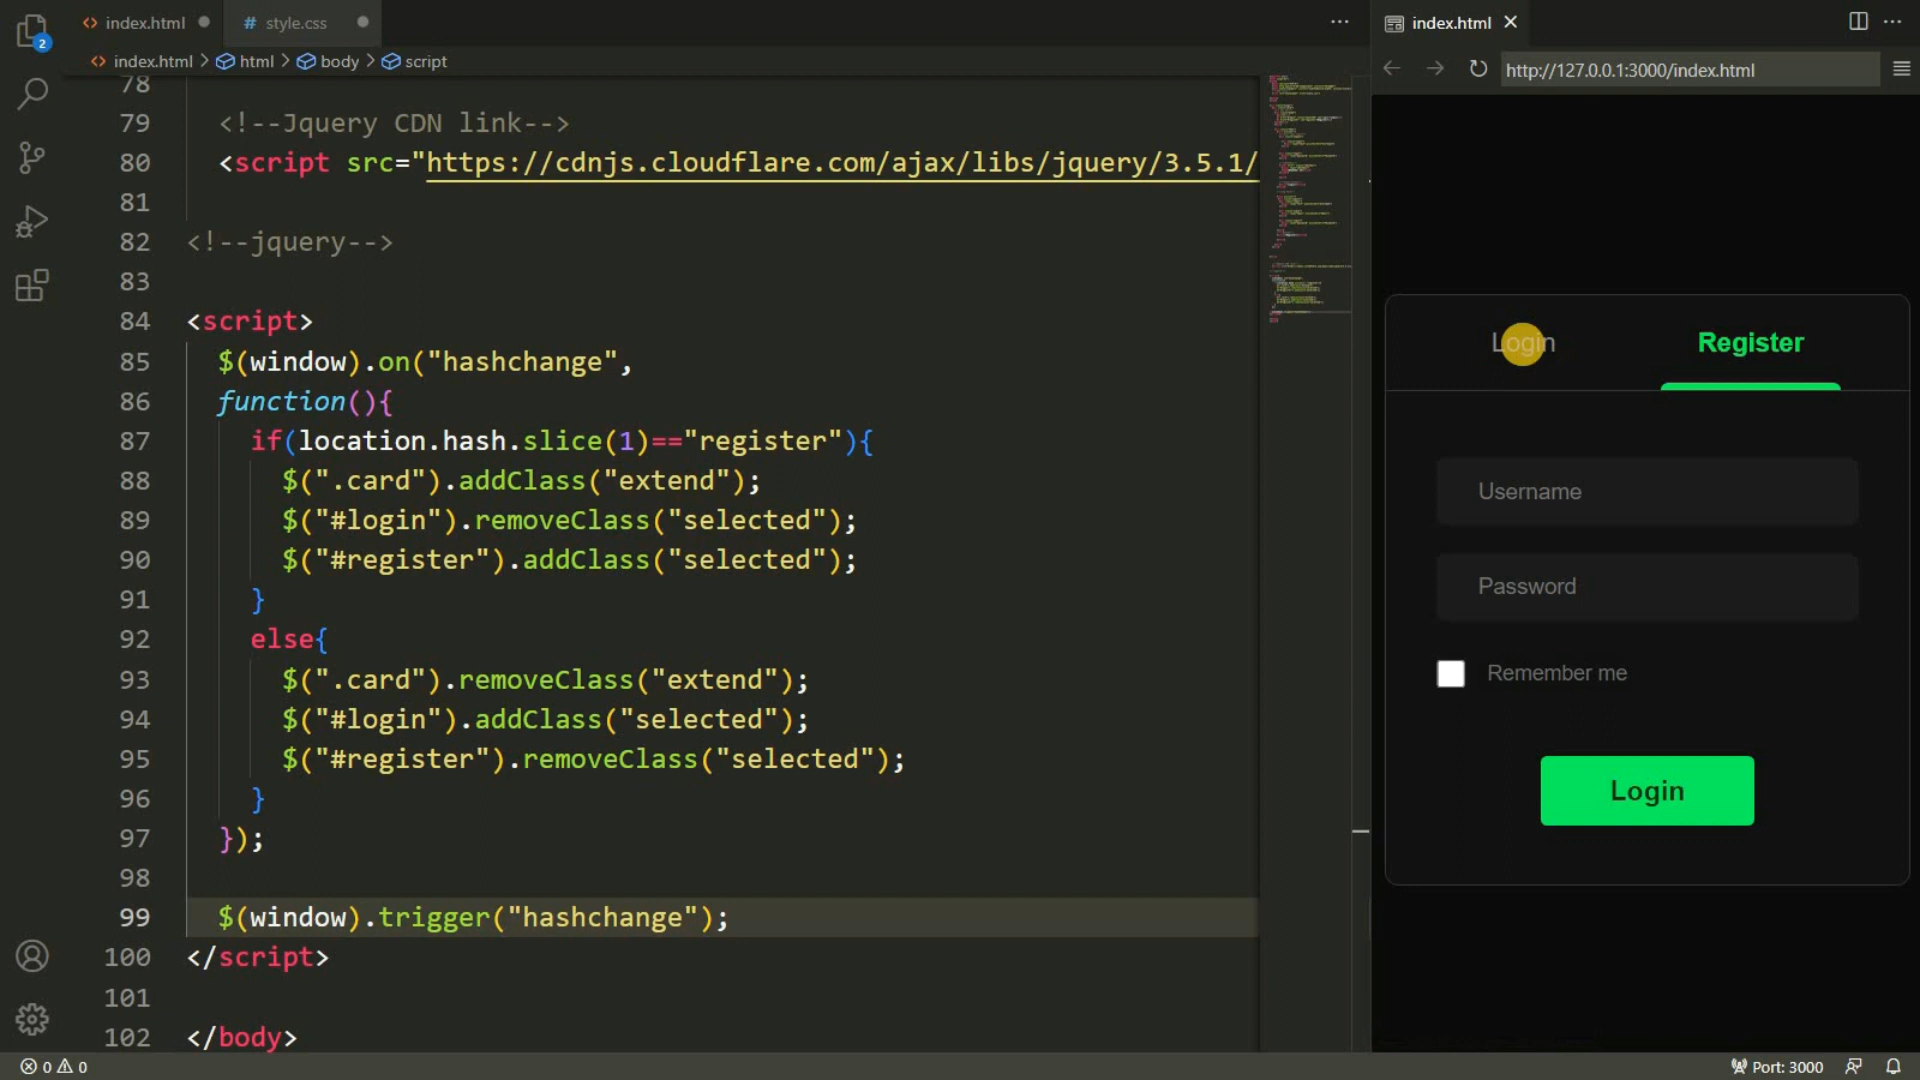 index.html
# style.css
index.html
2
index.html > html > body > script
http://127.0.0.1:3000/index.html
78
79 <!--Jquery CDN link-->
80 <script src="https://cdnjs.cloudflare.com/ajax/libs/jquery/3.5.1/
81
82 <!--jquery-->
83
84 <script>
85 $(window).on("hashchange",
86 function(){
87 if(location.hash.slice(1)=="register"){
88 $(".card").addClass("extend");
89 $("#login").removeClass("selected");
90 $("#register").addClass("selected");
91 }
92 else{
93 $(".card").removeClass("extend");
94 $("#login").addClass("selected");
95 $("#register").removeClass("selected");
96 }
97 });
98
99 $(window).trigger("hashchange");
100 </script>
101
102 </body>
Login
Register
Username
Password
Remember me
Login
0 0
Port: 3000